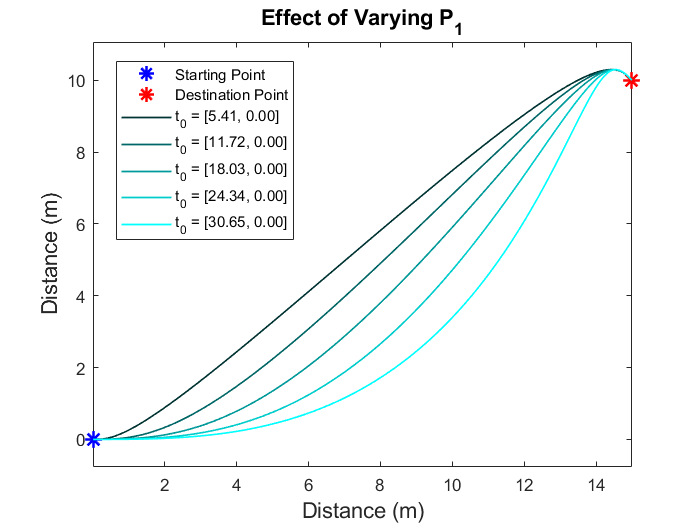 Effect of Varying P₁
Starting Point
Destination Point
t₀ = [5.41, 0.00]
t₀ = [11.72, 0.00]
t₀ = [18.03, 0.00]
t₀ = [24.34, 0.00]
t₀ = [30.65, 0.00]
Distance (m)
10
8
6
4
2
0
2 4 6 8 10 12 14
Distance (m)